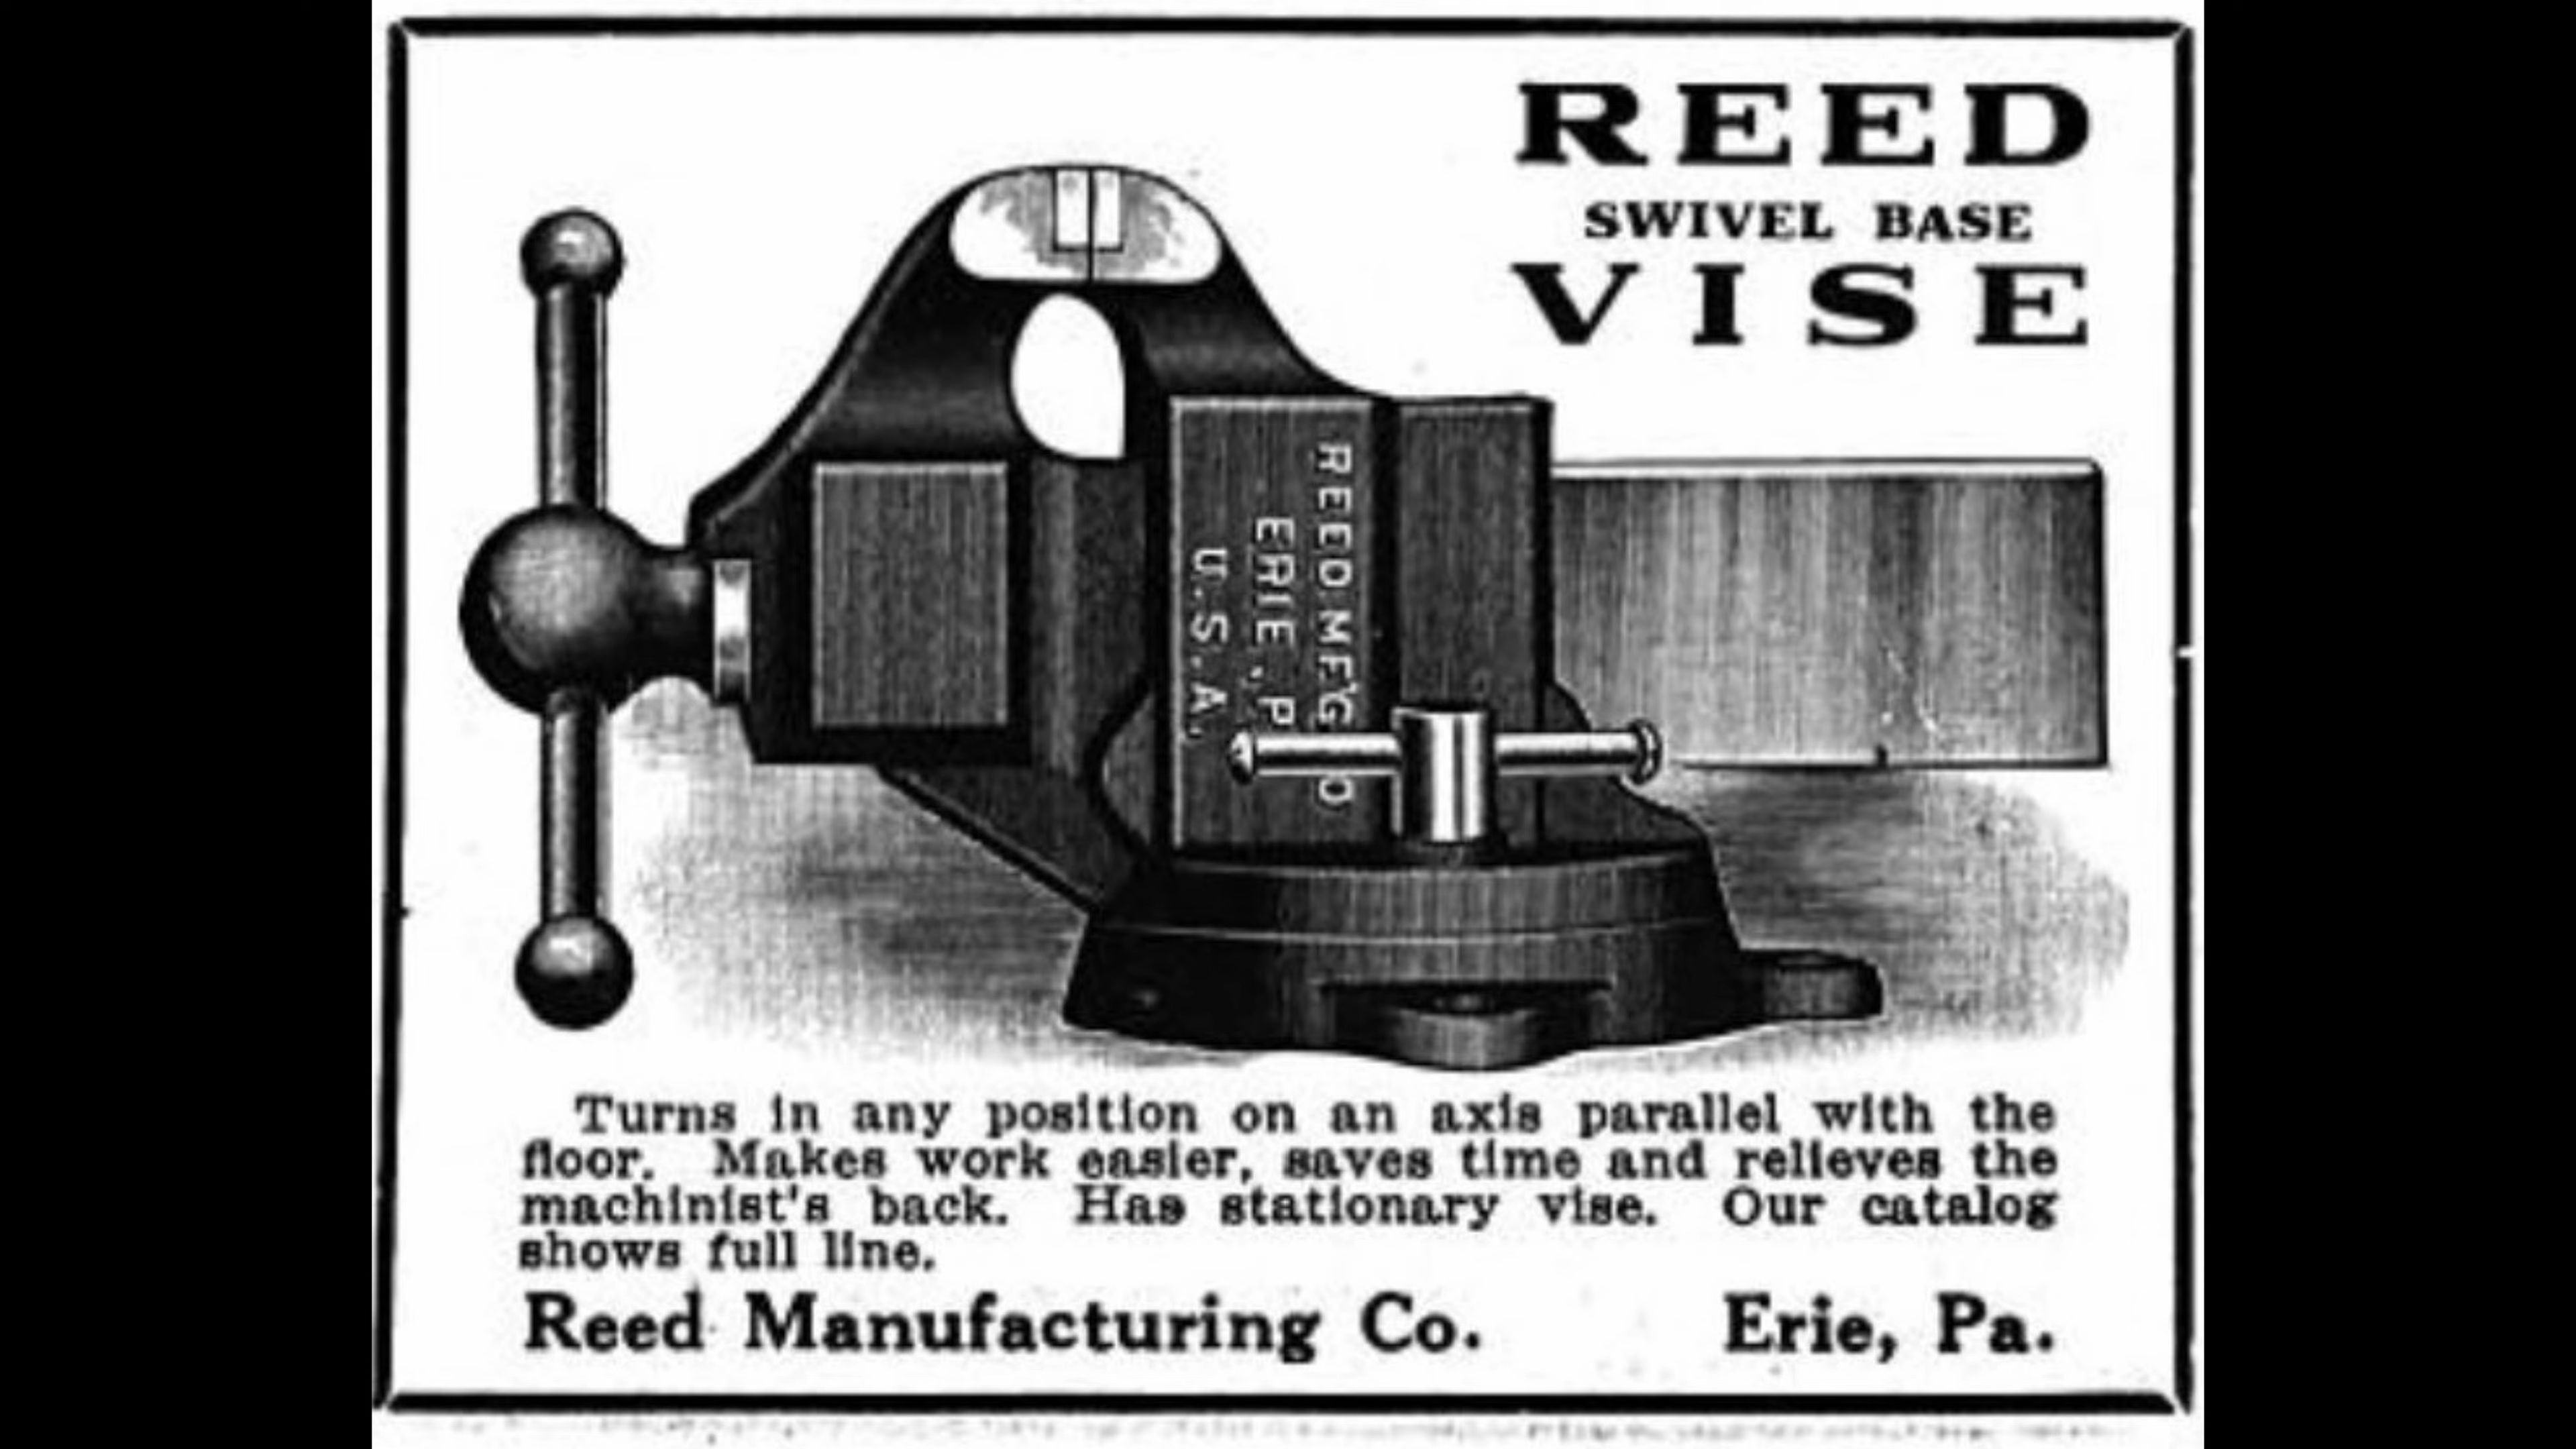 REED
SWIVEL BASE
VISE
REED MFG
ERIE, P
U.S.A.
Turns in any position on an axis parallel with the
floor. Makes work easier, saves time and relieves the
machinist's back. Has stationary vise. Our catalog
shows full line.
Reed Manufacturing Co. Erie, Pa.